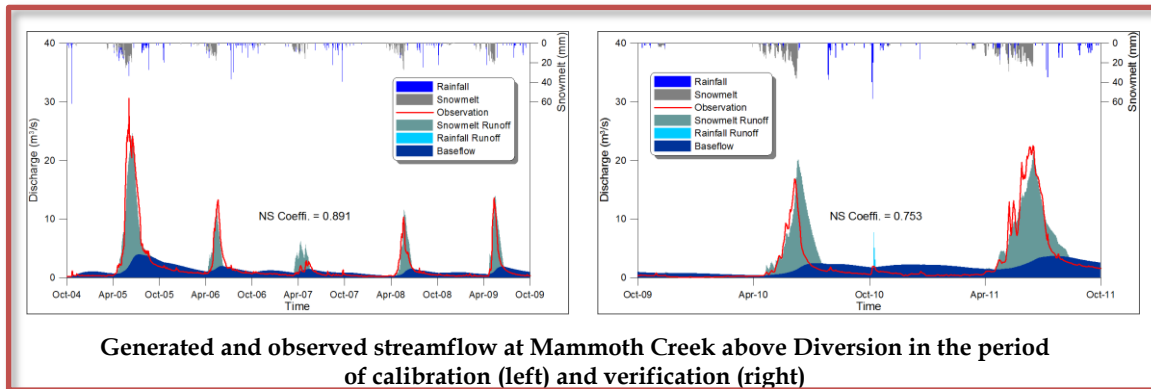 40
30
20
10
0
Discharge (m³/s)
0
20
40
60
Snowmelt (mm)
Rainfall
Snowmelt
Observation
Snowmelt Runoff
Rainfall Runoff
Baseflow
NS Coeffi. = 0.891
Oct-04 Apr-05 Oct-05 Apr-06 Oct-06 Apr-07 Oct-07 Apr-08 Oct-08 Apr-09 Oct-09
Time
40
30
20
10
0
Discharge (m³/s)
0
20
40
60
Snowmelt (mm)
Rainfall
Snowmelt
Observation
Snowmelt Runoff
Rainfall Runoff
Baseflow
NS Coeffi. = 0.753
Oct-09 Apr-10 Oct-10 Apr-11 Oct-11
Time
Generated and observed streamflow at Mammoth Creek above Diversion in the period
of calibration (left) and verification (right)